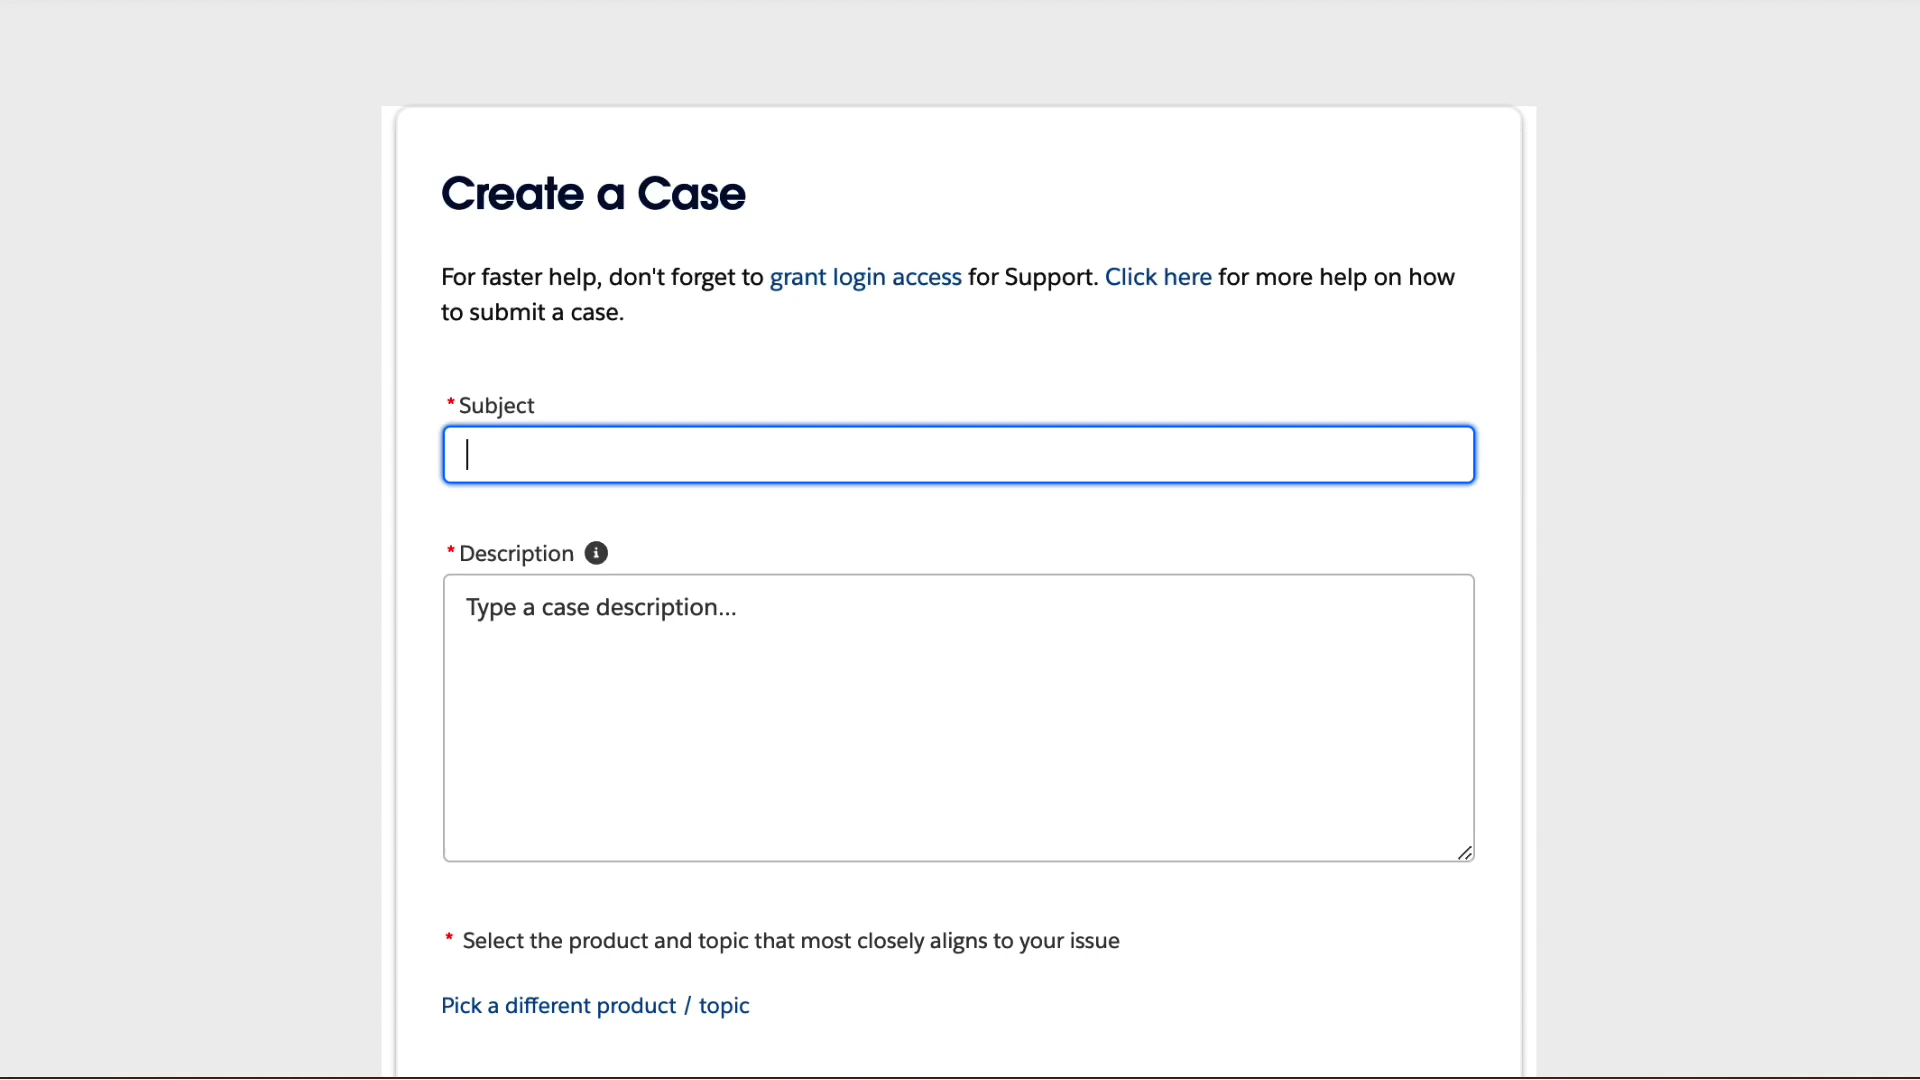 Create a Case
For faster help, don't forget to grant login access for Support. Click here for more help on how
to submit a case.
* Subject
* Description i
Type a case description...
* Select the product and topic that most closely aligns to your issue
Pick a different product / topic